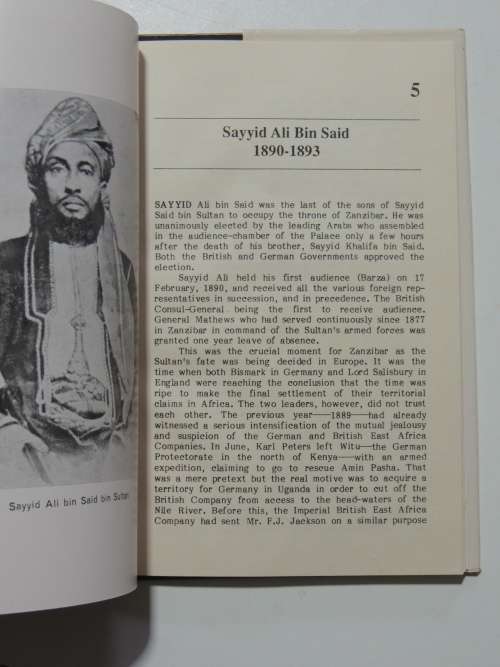 Sayyid Ali bin Said bin Sultan
5
Sayyid Ali Bin Said
1890-1893
SAYYID Ali bin Said was the last of the sons of Sayyid
Said bin Sultan to occupy the throne of Zanzibar. He was
unanimously elected by the leading Arabs who assembled
in the audience-chamber of the Palace only a few hours
after the death of his brother, Sayyid Khalifa bin Said.
Both the British and German Governments approved the
election.
Sayyid Ali held his first audience (Barza) on 17
February, 1890, and received all the various foreign rep-
resentatives in succession, and in precedence. The British
Consul-General being the first to receive audience.
General Mathews who had served continuously since 1877
in Zanzibar in command of the Sultan's armed forces was
granted one year leave of absence.
This was the crucial moment for Zanzibar as the
Sultan's fate was being decided in Europe. It was the
time when both Bismark in Germany and Lord Salisbury in
England were reaching the conclusion that the time was
ripe to make the final settlement of their territorial
claims in Africa. The two leaders, however, did not trust
each other. The previous year——1889——had already
witnessed a serious intensification of the mutual jealousy
and suspicion of the German and British East Africa
Companies. In June, Karl Peters left Witu——the German
Protectorate in the north of Kenya——with an armed
expedition, claiming to go to rescue Amin Pasha. That
was a mere pretext but the real motive was to acquire a
territory for Germany in Uganda in order to cut off the
British Company from access to the head-waters of the
Nile River. Before this, the Imperial British East Africa
Company had sent Mr. F.J. Jackson on a similar purpose